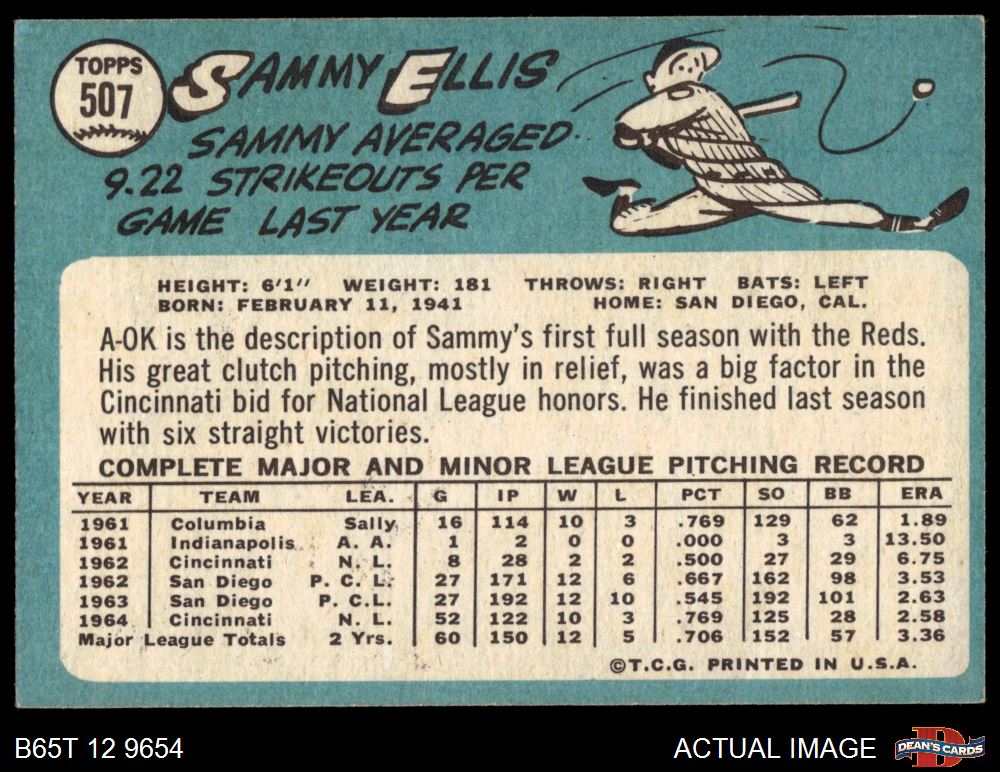 TOPPS
507
SAMMY ELLIS
SAMMY AVERAGED
9.22 STRIKEOUTS PER
GAME LAST YEAR
HEIGHT: 6'1" WEIGHT: 181 THROWS: RIGHT BATS: LEFT
BORN: FEBRUARY 11, 1941 HOME: SAN DIEGO, CAL.
A-OK is the description of Sammy's first full season with the Reds.
His great clutch pitching, mostly in relief, was a big factor in the
Cincinnati bid for National League honors. He finished last season
with six straight victories.
COMPLETE MAJOR AND MINOR LEAGUE PITCHING RECORD
YEAR TEAM LEA. G IP W L PCT SO BB ERA
1961 Columbia Sally 16 114 10 3 .769 129 62 1.89
1961 Indianapolis A. A. 1 2 0 0 .000 3 3 13.50
1962 Cincinnati N. L. 8 28 2 2 .500 27 29 6.75
1962 San Diego P. C. L. 27 171 12 6 .667 162 98 3.53
1963 San Diego P. C.L. 27 192 12 10 .545 192 101 2.63
1964 Cincinnati N. L. 52 122 10 3 .769 125 28 2.58
Major League Totals 2 Yrs. 60 150 12 5 .706 152 57 3.36
©T.C.G. PRINTED IN U.S.A.
B65T 12 9654 ACTUAL IMAGE DEAN'S CARDS